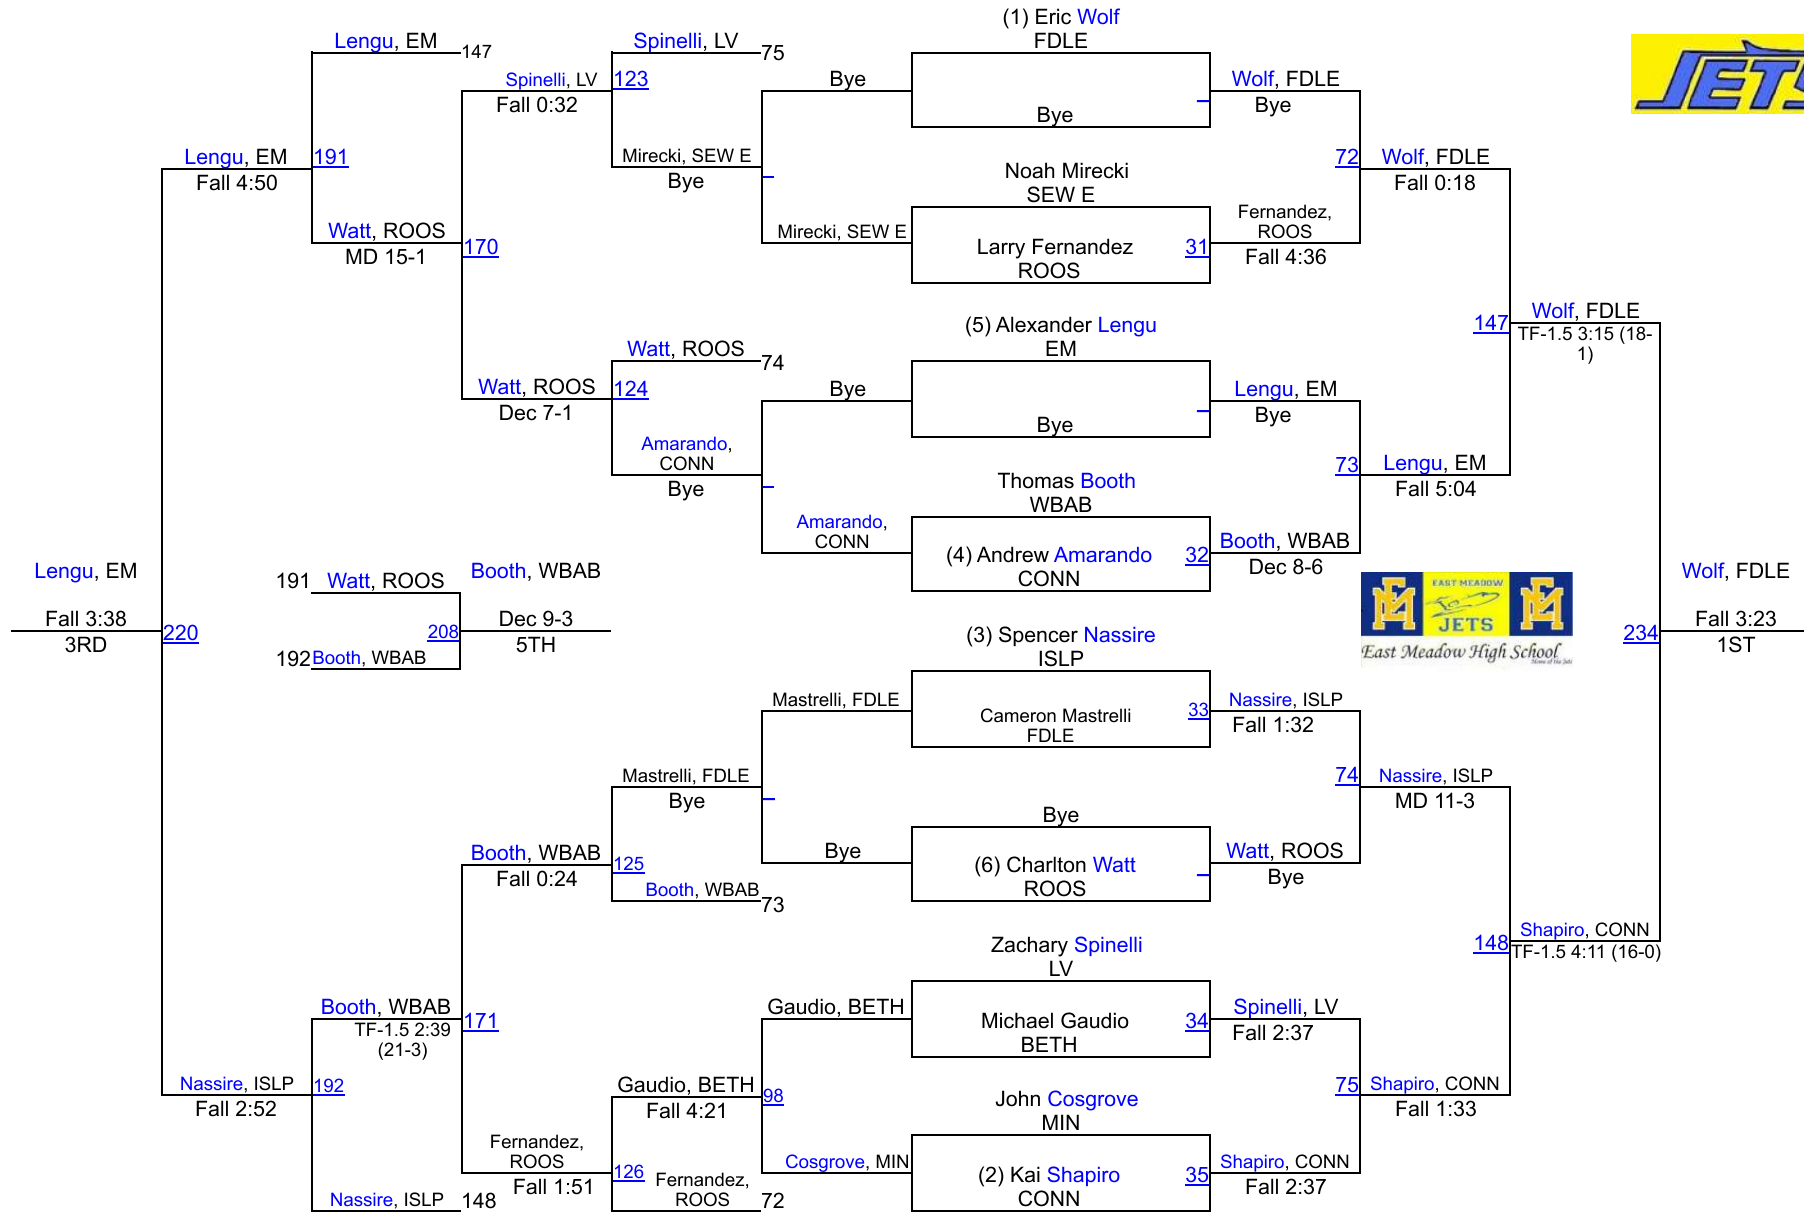 (1) Eric Wolf
FDLE
Bye
Noah Mirecki
SEW E
Larry Fernandez
ROOS
31
(5) Alexander Lengu
EM
Bye
Thomas Booth
WBAB
(4) Andrew Amarando
CONN
32
(3) Spencer Nassire
ISLP
Cameron Mastrelli
FDLE
33
Bye
(6) Charlton Watt
ROOS
Zachary Spinelli
LV
Michael Gaudio
BETH
34
John Cosgrove
MIN
(2) Kai Shapiro
CONN
35
Wolf, FDLE
Bye
Fernandez,
ROOS
Fall 4:36
72
Lengu, EM
Bye
Booth, WBAB
Dec 8-6
73
Nassire, ISLP
Fall 1:32
Watt, ROOS
Bye
74
Spinelli, LV
Fall 2:37
Shapiro, CONN
Fall 2:37
75
Wolf, FDLE
Fall 0:18
Lengu, EM
Fall 5:04
147
Nassire, ISLP
MD 11-3
Shapiro, CONN
Fall 1:33
148
Wolf, FDLE
TF-1.5 3:15 (18-
1)
Shapiro, CONN
TF-1.5 4:11 (16-0)
234
Wolf, FDLE
Fall 3:23
1ST
JETS
EAST MEADOW
EM
JETS
EM
East Meadow High School
Home of the Jets
Bye
Mirecki, SEW E
Bye
Amarando,
CONN
Mastrelli, FDLE
Bye
Gaudio, BETH
Cosgrove, MIN
98
Spinelli, LV
75
Mirecki, SEW E
Bye
123
Watt, ROOS
74
Amarando,
CONN
Bye
124
Mastrelli, FDLE
Bye
Booth, WBAB
73
125
Gaudio, BETH
Fall 4:21
Fernandez,
ROOS
72
126
Spinelli, LV
Fall 0:32
Watt, ROOS
Dec 7-1
170
Booth, WBAB
Fall 0:24
Fernandez,
ROOS
Fall 1:51
171
Lengu, EM
147
Watt, ROOS
MD 15-1
191
Booth, WBAB
TF-1.5 2:39
(21-3)
Nassire, ISLP
148
192
Lengu, EM
Fall 4:50
Nassire, ISLP
Fall 2:52
220
Lengu, EM
Fall 3:38
3RD
191
Watt, ROOS
192
Booth, WBAB
208
Booth, WBAB
Dec 9-3
5TH